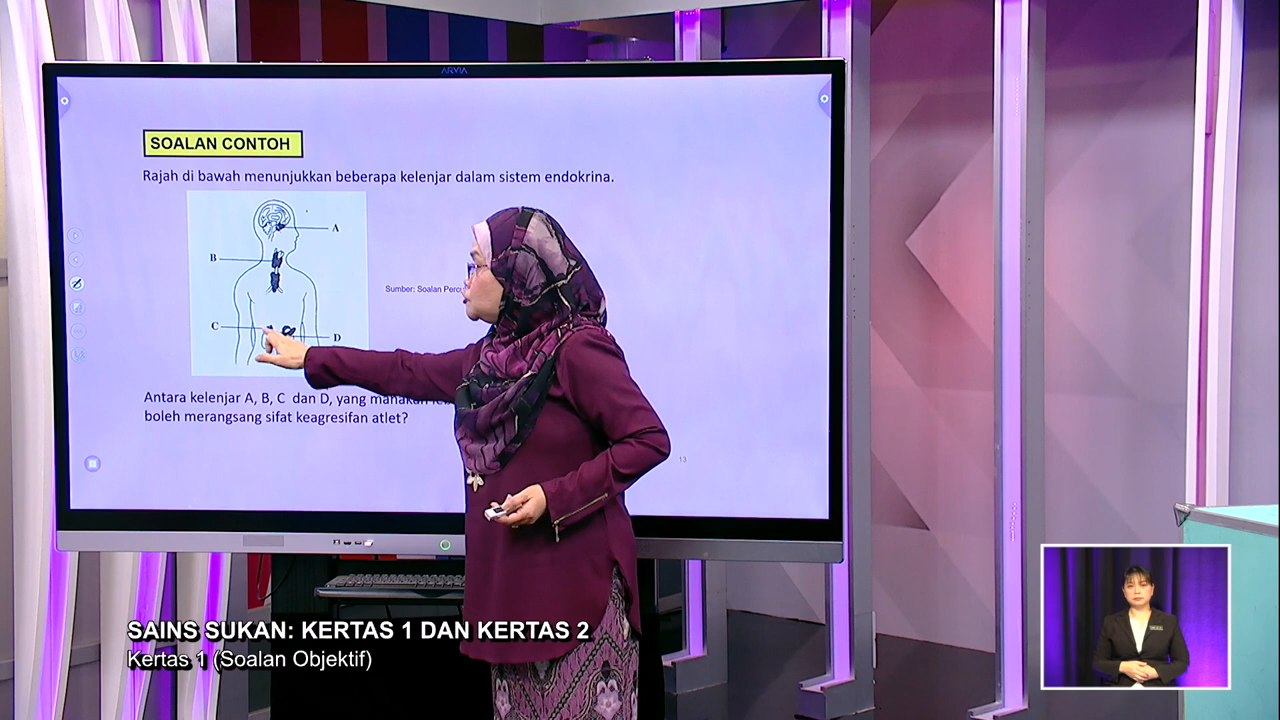 ARVIA
SOALAN CONTOH
Rajah di bawah menunjukkan beberapa kelenjar dalam sistem endokrina.
A
B
C
D
Sumber: Soalan
Antara kelenjar A, B, C dan D, yang manakah
boleh merangsang sifat keagresifan atlet?
13
SAINS SUKAN: KERTAS 1 DAN KERTAS 2
Kertas 1 (Soalan Objektif)